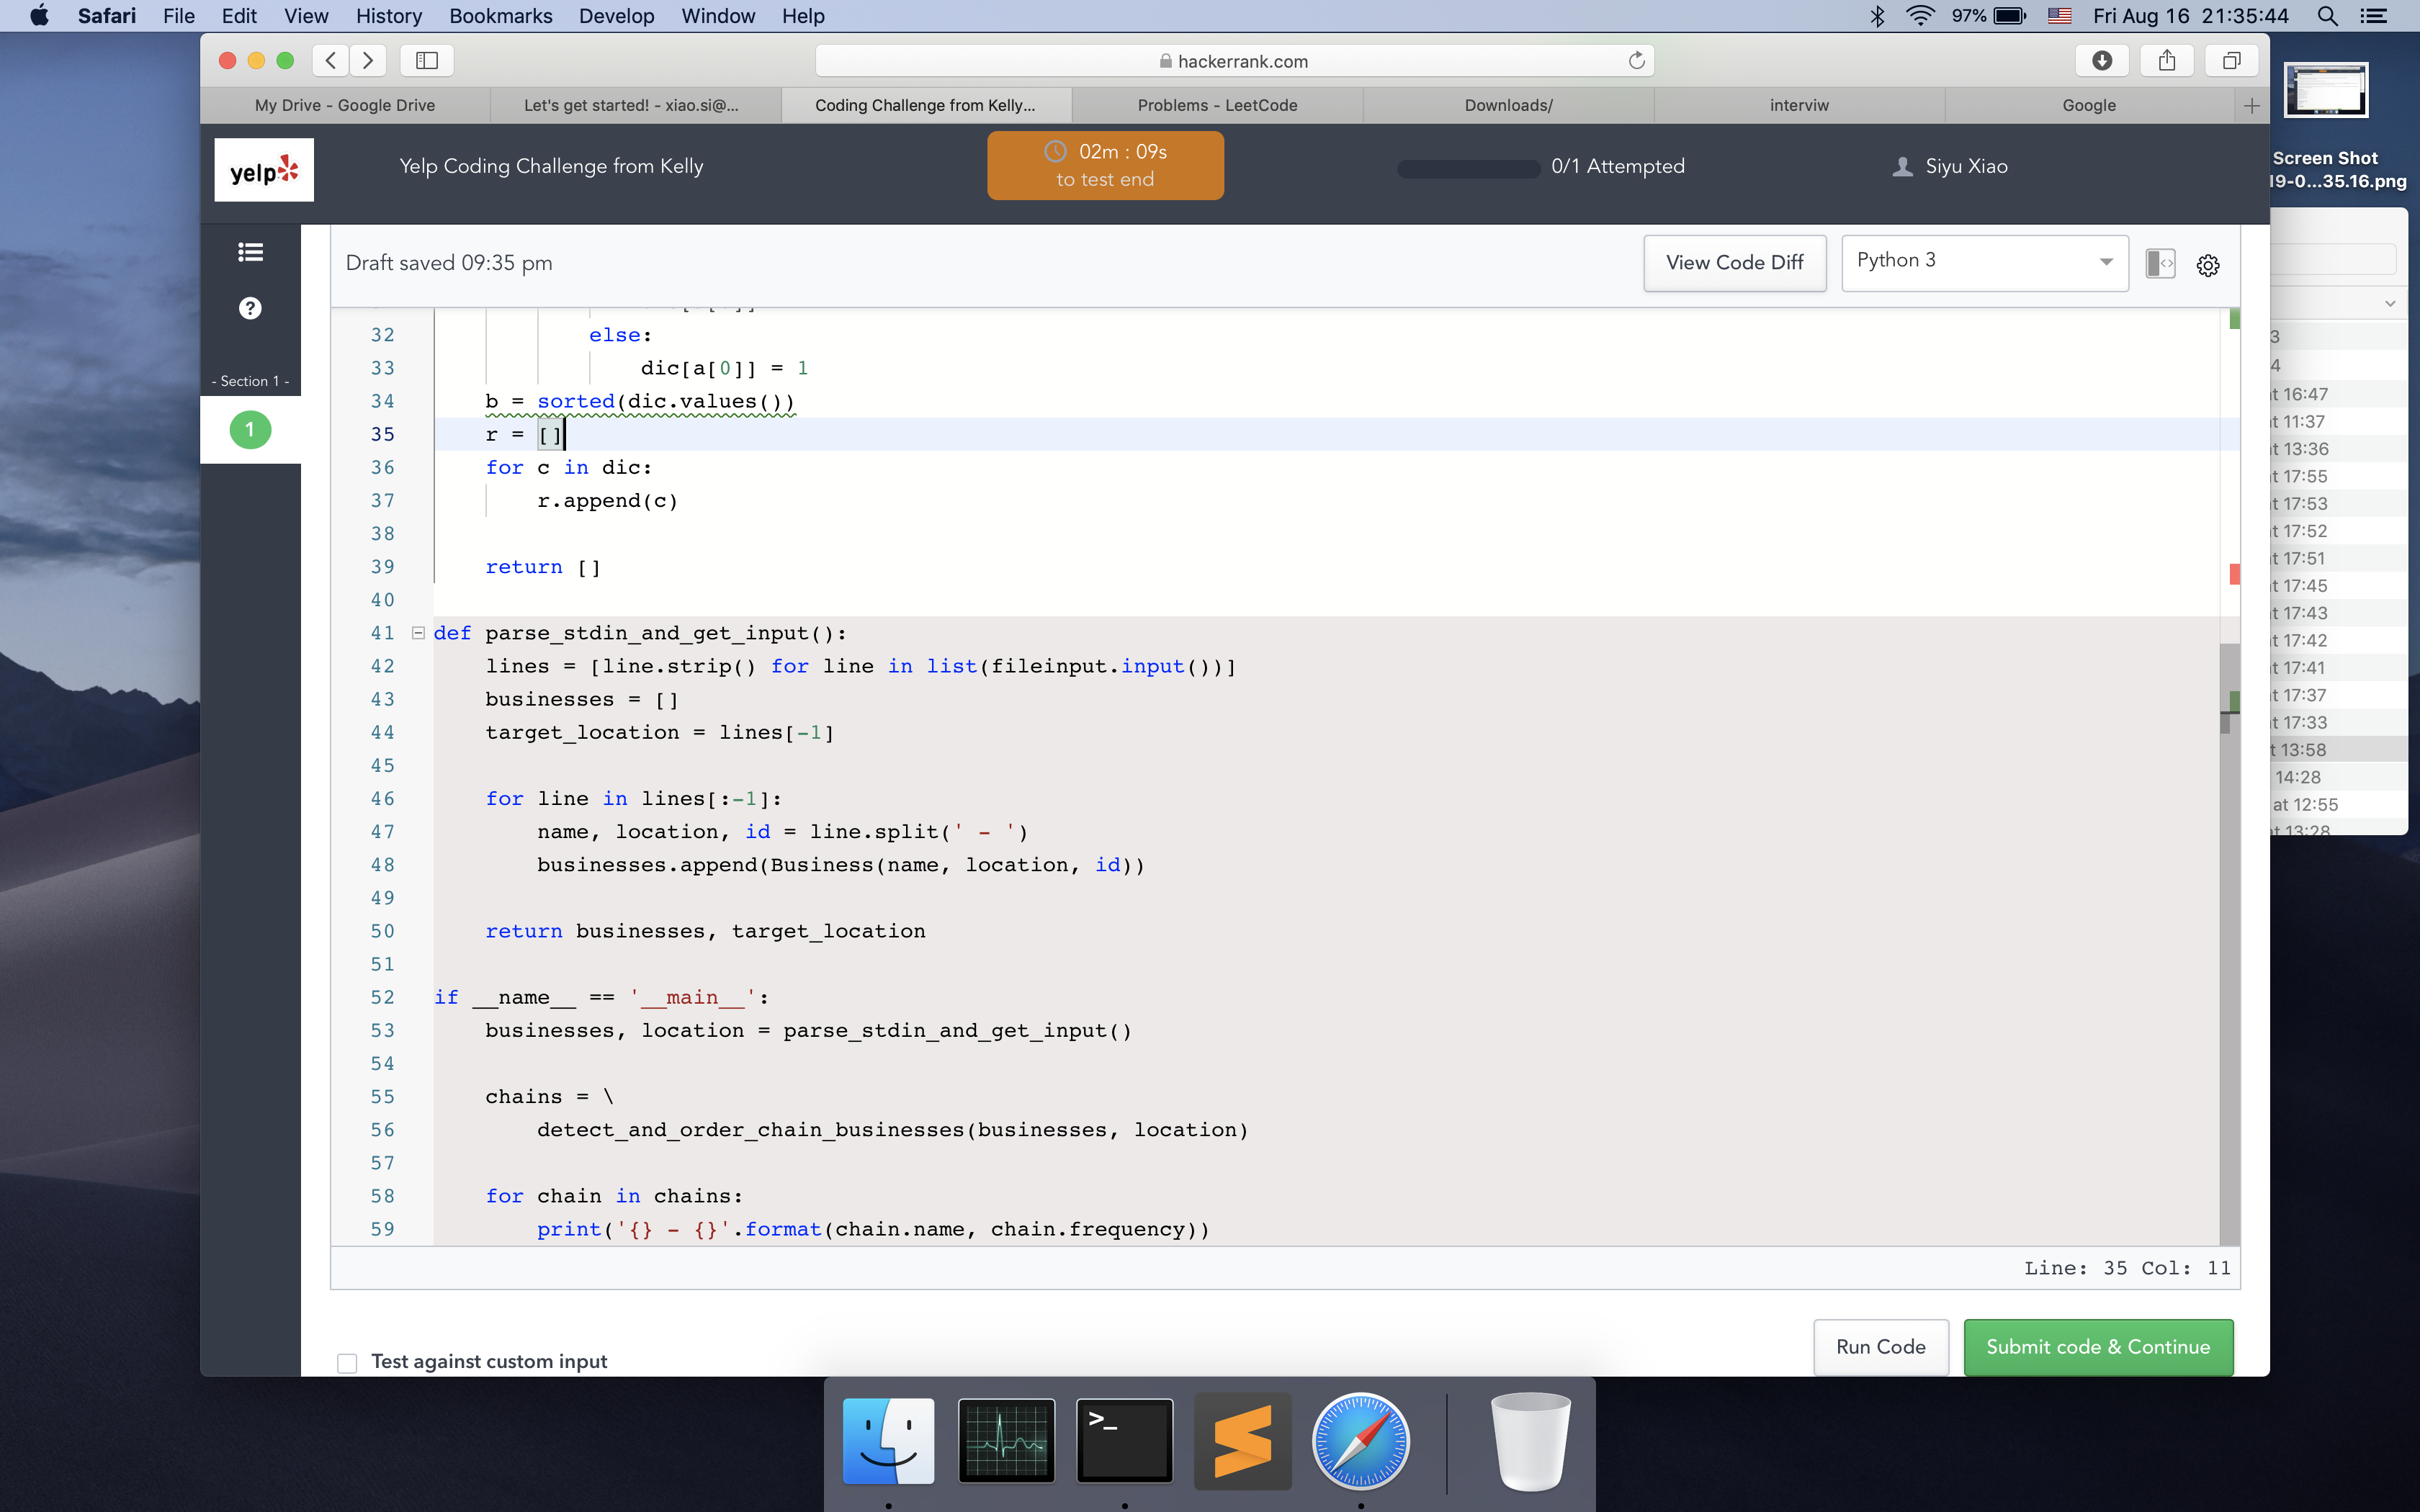 Safari File Edit View History Bookmarks Develop Window Help 97% Fri Aug 16 21:35:44
hackerrank.com
My Drive - Google Drive Let's get started! - xiao.si@... Coding Challenge from Kelly... Problems - LeetCode Downloads/ interviw Google
Screen Shot
19-0...35.16.png
yelp Yelp Coding Challenge from Kelly 02m : 09s
to test end
0/1 Attempted Siyu Xiao
Draft saved 09:35 pm View Code Diff Python 3
- Section 1 -
1
32 else:
33 dic[a[0]] = 1
34 b = sorted(dic.values())
35 r = []
36 for c in dic:
37 r.append(c)
38
39 return []
40
41 def parse_stdin_and_get_input():
42 lines = [line.strip() for line in list(fileinput.input())]
43 businesses = []
44 target_location = lines[-1]
45
46 for line in lines[:-1]:
47 name, location, id = line.split(' - ')
48 businesses.append(Business(name, location, id))
49
50 return businesses, target_location
51
52 if __name__ == '__main__':
53 businesses, location = parse_stdin_and_get_input()
54
55 chains = \
56 detect_and_order_chain_businesses(businesses, location)
57
58 for chain in chains:
59 print('{} - {}'.format(chain.name, chain.frequency))
Line: 35 Col: 11
Test against custom input Run Code Submit code & Continue
3
4
t 16:47
t 11:37
t 13:36
t 17:55
t 17:53
t 17:52
t 17:51
t 17:45
t 17:43
t 17:42
t 17:41
t 17:37
t 17:33
t 13:58
14:28
at 12:55
at 13:28